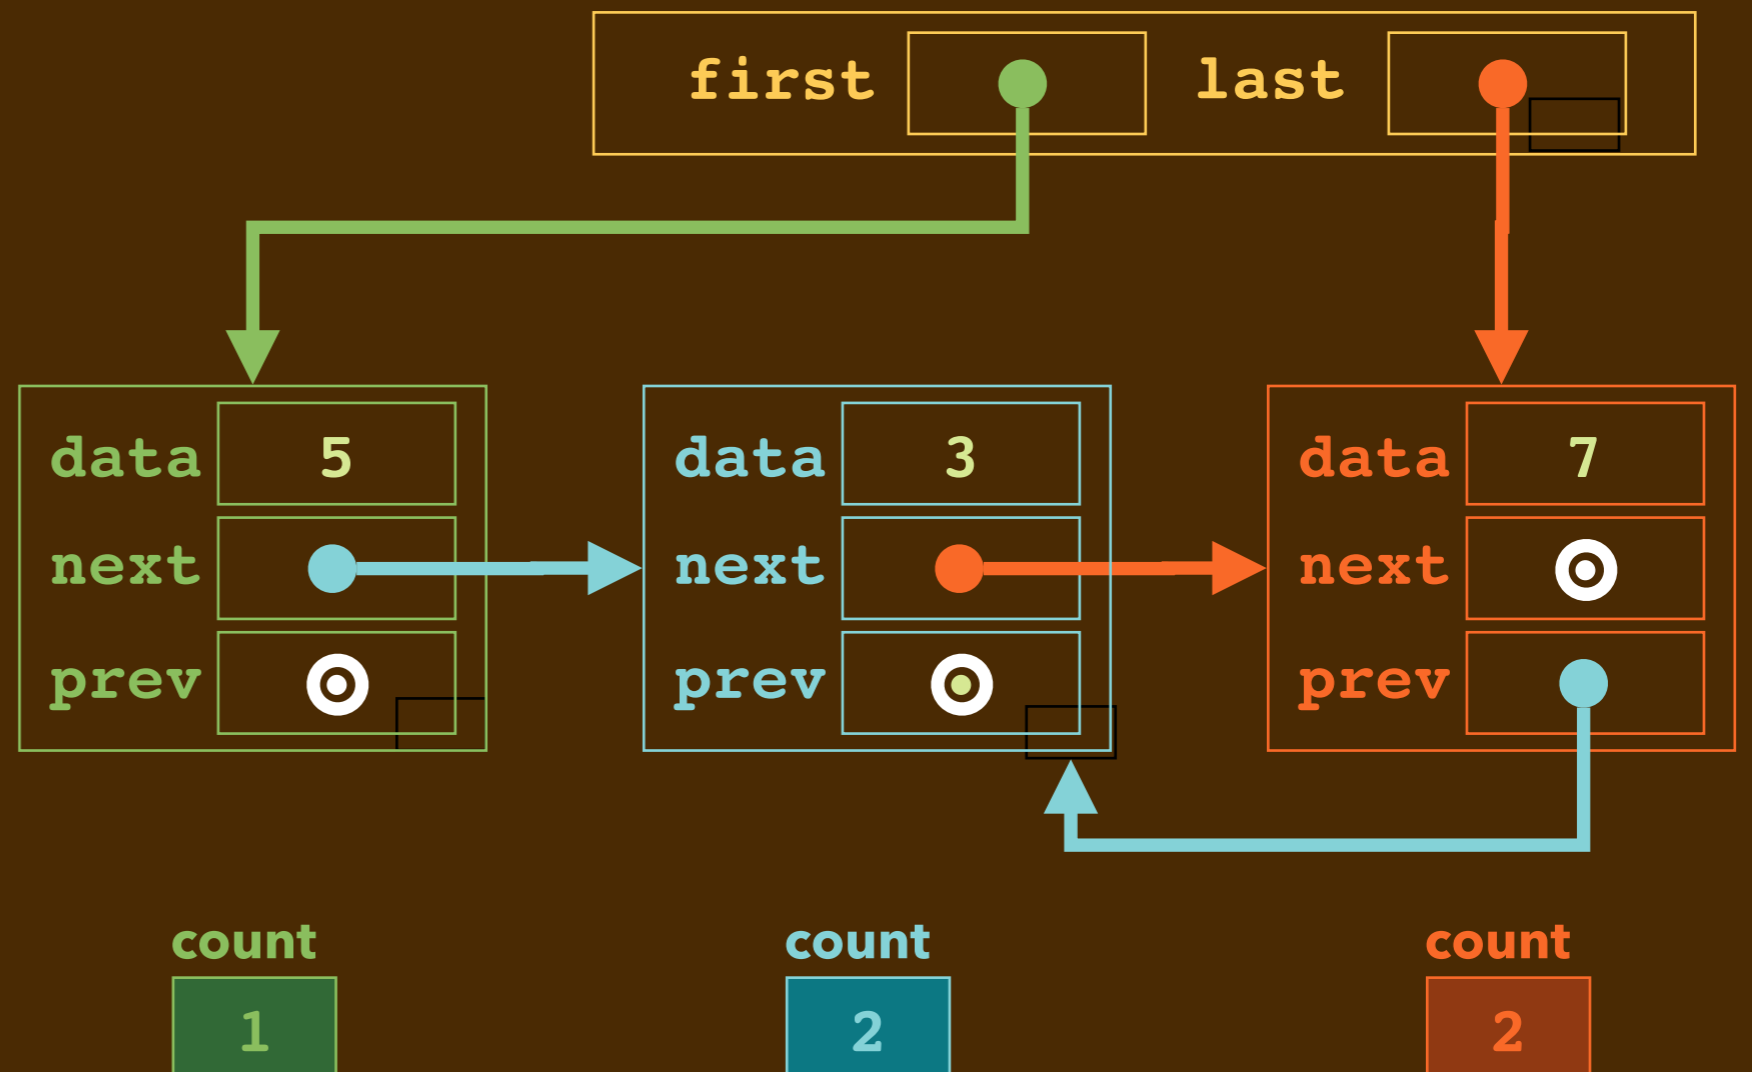 first last
data 5 data 3 data 7
next next next
prev prev prev
count count count
1 2 2